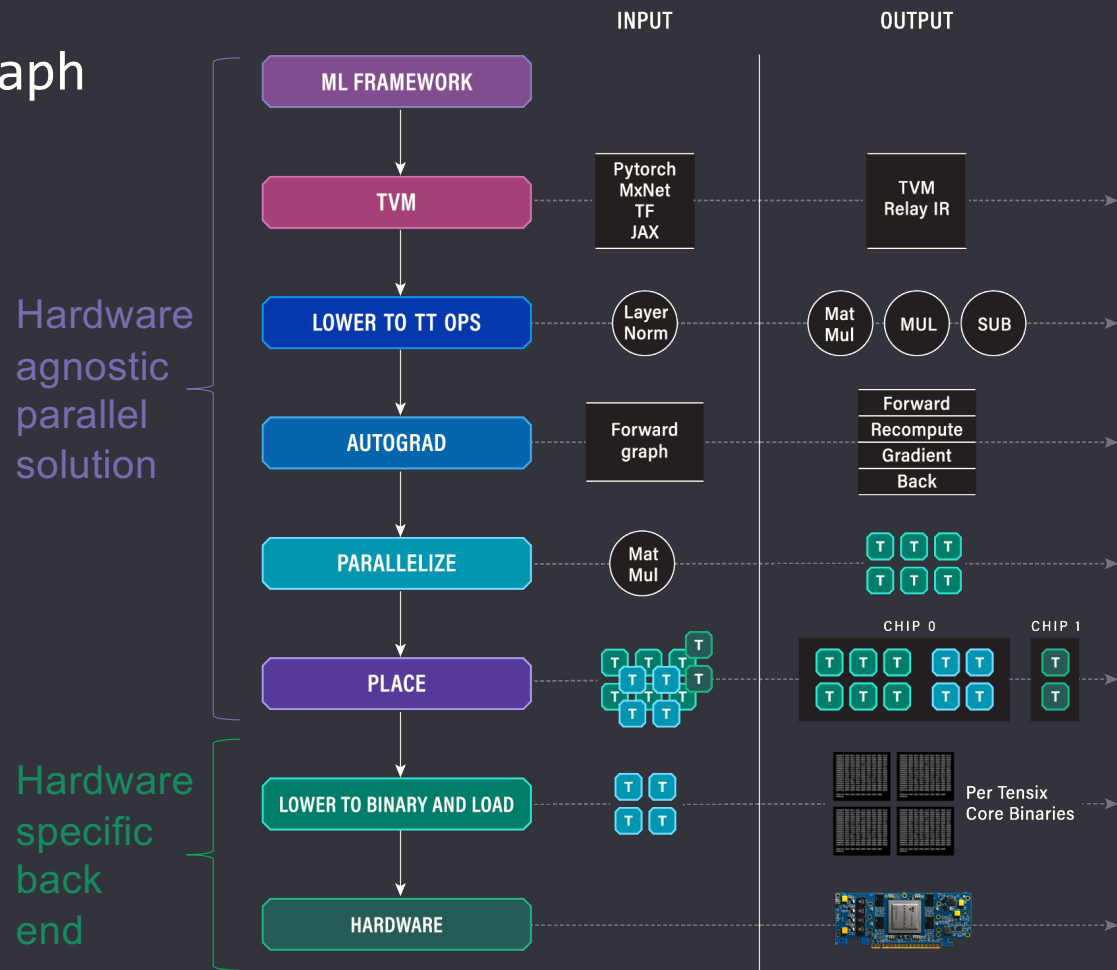 INPUT
OUTPUT
aph
ML FRAMEWORK
TVM
Pytorch
MxNet
TF
JAX
TVM
Relay IR
Hardware
agnostic
parallel
solution
LOWER TO TT OPS
Layer
Norm
Mat
Mul
MUL
SUB
AUTOGRAD
Forward
graph
Forward
Recompute
Gradient
Back
PARALLELIZE
Mat
Mul
T T T
T T T
CHIP 0
CHIP 1
PLACE
T
T T T
T T T
T T
T T
T T T T T
T T T T T
T
T
Hardware
specific
back
end
LOWER TO BINARY AND LOAD
T T
T T
Per Tensix
Core Binaries
HARDWARE